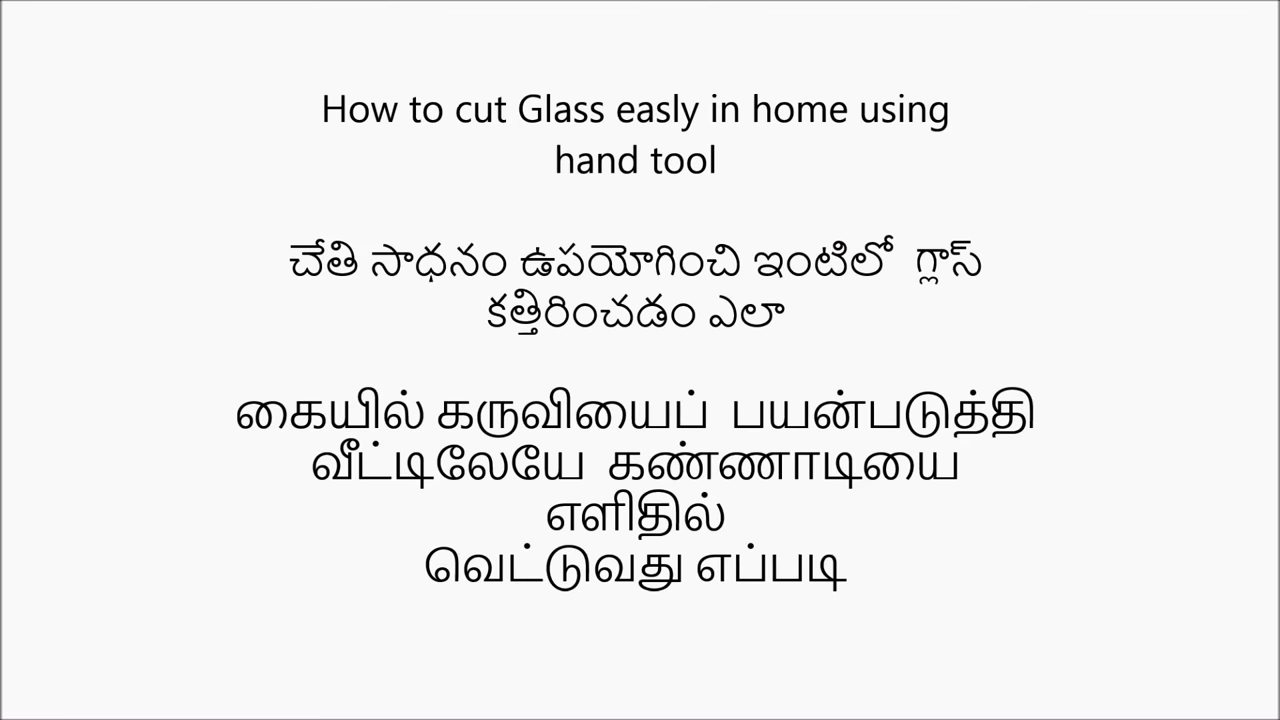 How to cut Glass easly in home using
hand tool
చేతి సాధనం ఉపయోగించి ఇంటిలో గ్లాస్
కత్తిరించడం ఎలా
கையில் கருவியைப் பயன்படுத்தி
வீட்டிலேயே கண்ணாடியை
எளிதில்
வெட்டுவது எப்படி